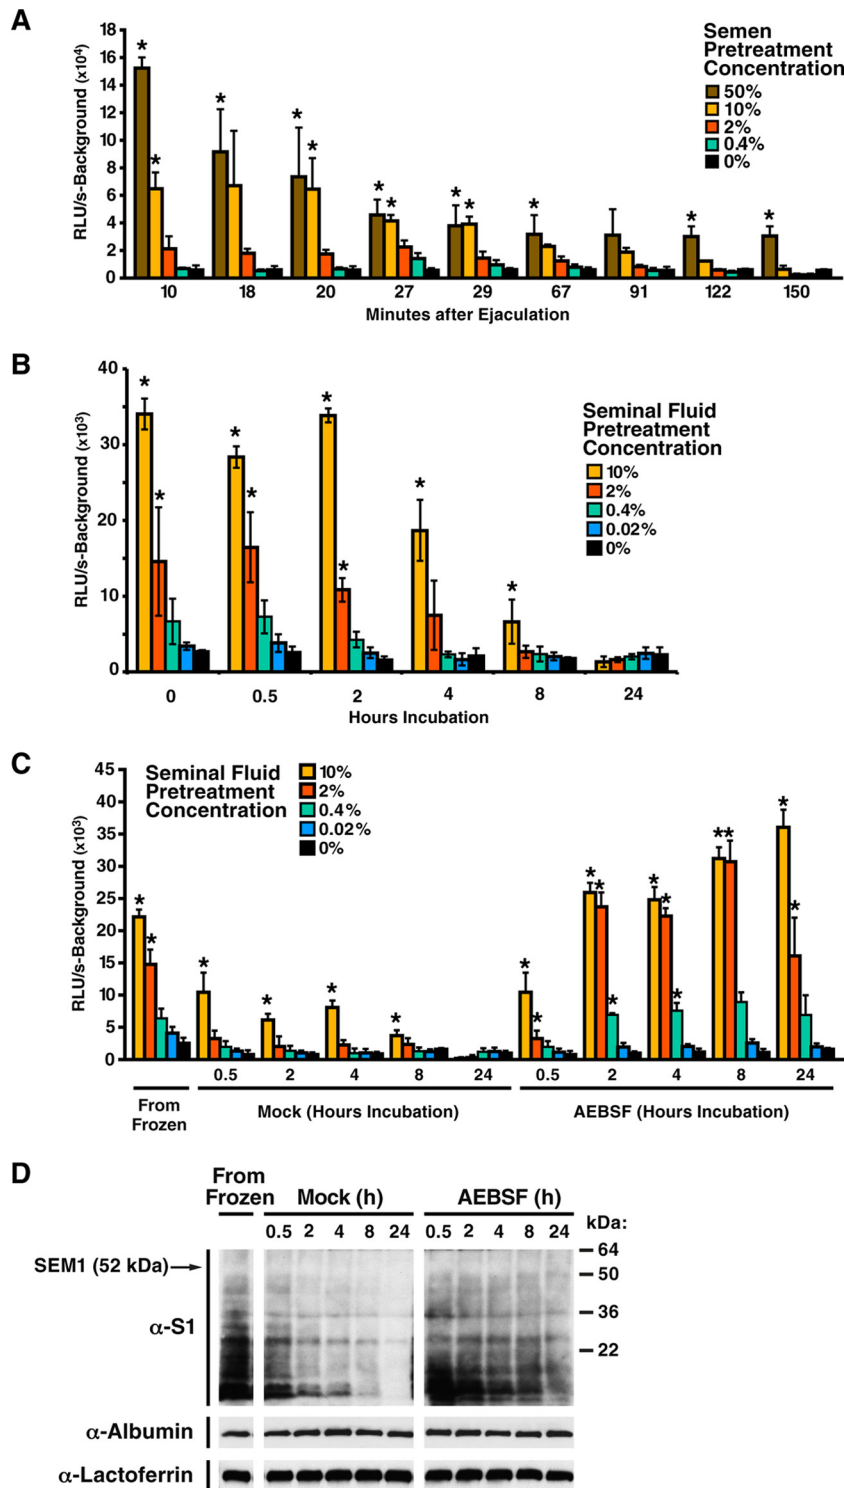 A
18
16
14
12
10
8
6
4
2
0
RLU/s-Background (x10⁴)
* * * * * * * * * * * *
Semen
Pretreatment
Concentration
50%
10%
2%
0.4%
0%
10 18 20 27 29 67 91 122 150
Minutes after Ejaculation
B
40
30
20
10
0
RLU/s-Background (x10³)
* * * * * * * *
Seminal Fluid
Pretreatment
Concentration
10%
2%
0.4%
0.02%
0%
0 0.5 2 4 8 24
Hours Incubation
C
45
40
35
30
25
20
15
10
5
0
RLU/s-Background (x10³)
Seminal Fluid
Pretreatment
Concentration
10%
2%
0.4%
0.02%
0%
* * * * * * * * * * * * * * ** * *
0.5 2 4 8 24 0.5 2 4 8 24
From
Frozen
Mock (Hours Incubation)
AEBSF (Hours Incubation)
D
From
Frozen Mock (h) AEBSF (h)
0.5 2 4 8 24 0.5 2 4 8 24 kDa:
64
SEM1 (52 kDa)
50
36
α-S1
22
α-Albumin
α-Lactoferrin